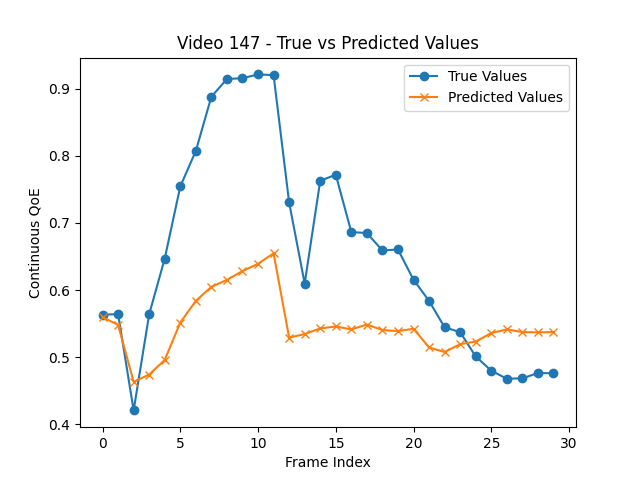 Video 147 - True vs Predicted Values
True Values
Predicted Values
Continuous QoE
0.9
0.8
0.7
0.6
0.5
0.4
0 5 10 15 20 25 30
Frame Index